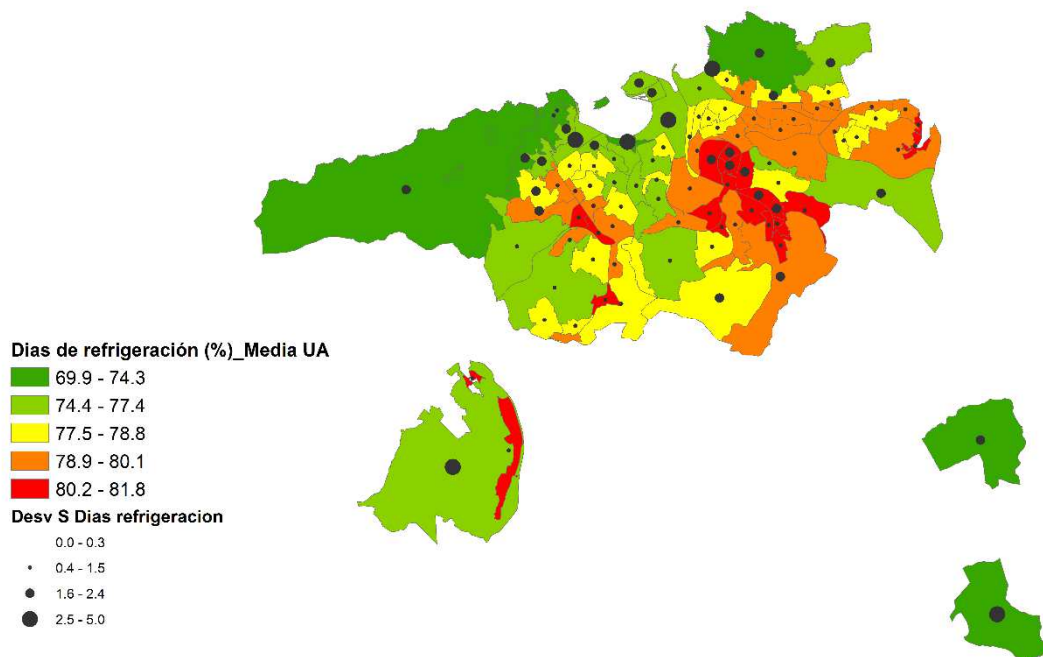 Dias de refrigeración (%)_Media UA
69.9 - 74.3
74.4 - 77.4
77.5 - 78.8
78.9 - 80.1
80.2 - 81.8
Desv S Dias refrigeracion
0.0 - 0.3
0.4 - 1.5
1.6 - 2.4
2.5 - 5.0